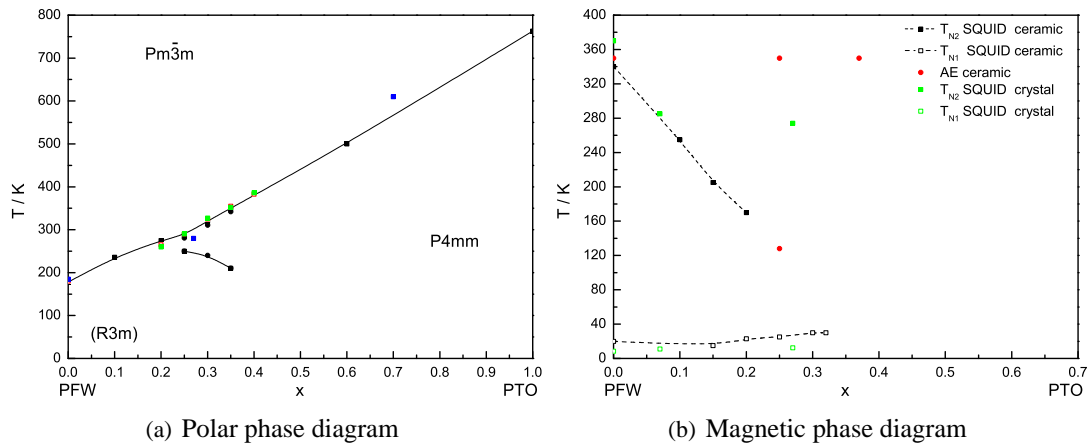 800
700
600
500
400
300
200
100
0
T / K
Pm3̄m
P4mm
(R3m)
0.0 0.1 0.2 0.3 0.4 0.5 0.6 0.7 0.8 0.9 1.0
PFW x PTO
(a) Polar phase diagram
400
360
320
280
240
200
160
120
80
40
0
T / K
T_N2 SQUID ceramic
T_N1 SQUID ceramic
AE ceramic
T_N2 SQUID crystal
T_N1 SQUID crystal
0.0 0.1 0.2 0.3 0.4 0.5 0.6 0.7
PFW x PTO
(b) Magnetic phase diagram